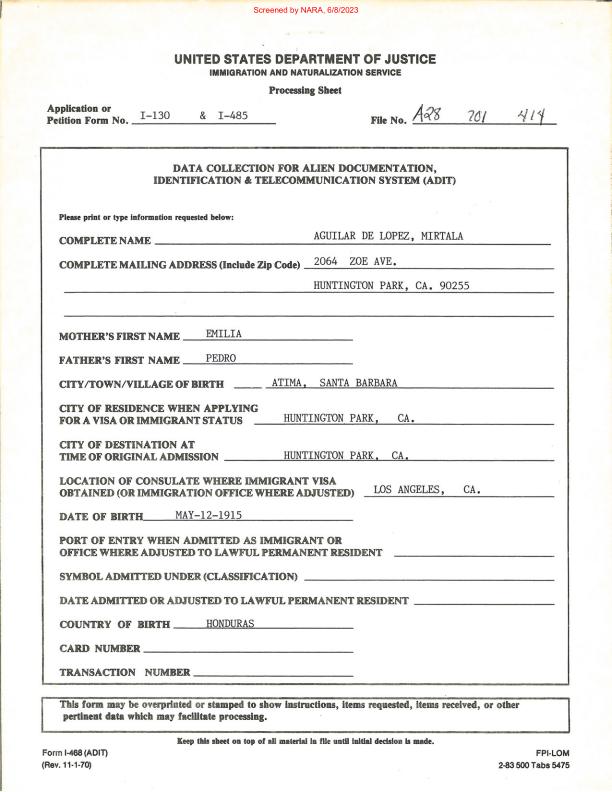 Screened by NARA, 6/8/2023
UNITED STATES DEPARTMENT OF JUSTICE
IMMIGRATION AND NATURALIZATION SERVICE
Processing Sheet
Application or
Petition Form No. I-130 & I-485
File No. A28 701 414
DATA COLLECTION FOR ALIEN DOCUMENTATION,
IDENTIFICATION & TELECOMMUNICATION SYSTEM (ADIT)
Please print or type information requested below:
COMPLETE NAME AGUILAR DE LOPEZ, MIRTALA
COMPLETE MAILING ADDRESS (Include Zip Code) 2064 ZOE AVE.
HUNTINGTON PARK, CA. 90255
MOTHER'S FIRST NAME EMILIA
FATHER'S FIRST NAME PEDRO
CITY/TOWN/VILLAGE OF BIRTH ATIMA, SANTA BARBARA
CITY OF RESIDENCE WHEN APPLYING
FOR A VISA OR IMMIGRANT STATUS HUNTINGTON PARK, CA.
CITY OF DESTINATION AT
TIME OF ORIGINAL ADMISSION HUNTINGTON PARK, CA.
LOCATION OF CONSULATE WHERE IMMIGRANT VISA
OBTAINED (OR IMMIGRATION OFFICE WHERE ADJUSTED) LOS ANGELES, CA.
DATE OF BIRTH MAY-12-1915
PORT OF ENTRY WHEN ADMITTED AS IMMIGRANT OR
OFFICE WHERE ADJUSTED TO LAWFUL PERMANENT RESIDENT
SYMBOL ADMITTED UNDER (CLASSIFICATION)
DATE ADMITTED OR ADJUSTED TO LAWFUL PERMANENT RESIDENT
COUNTRY OF BIRTH HONDURAS
CARD NUMBER
TRANSACTION NUMBER
This form may be overprinted or stamped to show instructions, items requested, items received, or other
pertinent data which may facilitate processing.
Keep this sheet on top of all material in file until initial decision is made.
Form I-468 (ADIT)
(Rev. 11-1-70)
FPI-LOM
2-83 500 Tabs 5475